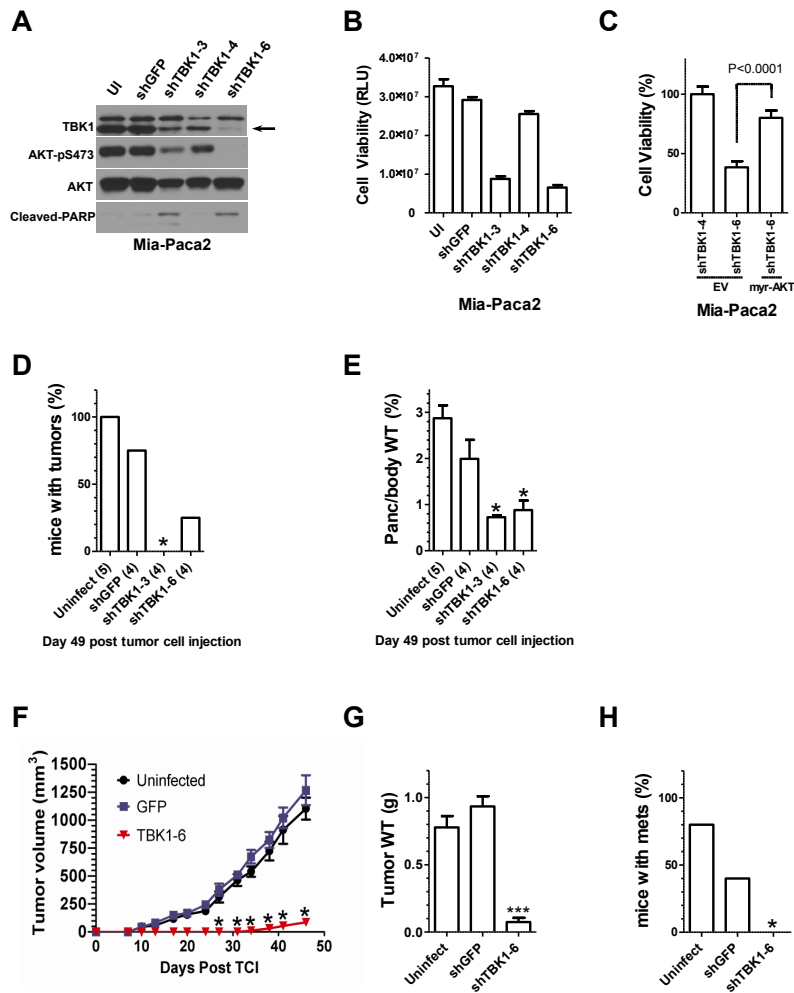 A
UI
shGFP
shTBK1-3
shTBK1-4
shTBK1-6
TBK1
AKT-pS473
AKT
Cleaved-PARP
Mia-Paca2
B
Cell Viability (RLU)
4.0×10⁷
3.0×10⁷
2.0×10⁷
1.0×10⁷
0
UI
shGFP
shTBK1-3
shTBK1-4
shTBK1-6
Mia-Paca2
C
P<0.0001
Cell Viability (%)
100
50
0
shTBK1-4
shTBK1-6
shTBK1-6
EV
myr-AKT
Mia-Paca2
D
mice with tumors (%)
100
50
0
*
Uninfect (5)
shGFP (4)
shTBK1-3 (4)
shTBK1-6 (4)
Day 49 post tumor cell injection
E
Panc/body WT (%)
3
2
1
0
*
*
Uninfect (5)
shGFP (4)
shTBK1-3 (4)
shTBK1-6 (4)
Day 49 post tumor cell injection
F
Tumor volume (mm³)
1500
1250
1000
750
500
250
0
Uninfected
GFP
TBK1-6
* * * * * *
0 10 20 30 40 50
Days Post TCI
G
Tumor WT (g)
1.0
0.5
0.0
***
Uninfect
shGFP
shTBK1-6
H
mice with mets (%)
100
50
0
*
Uninfect
shGFP
shTBK1-6